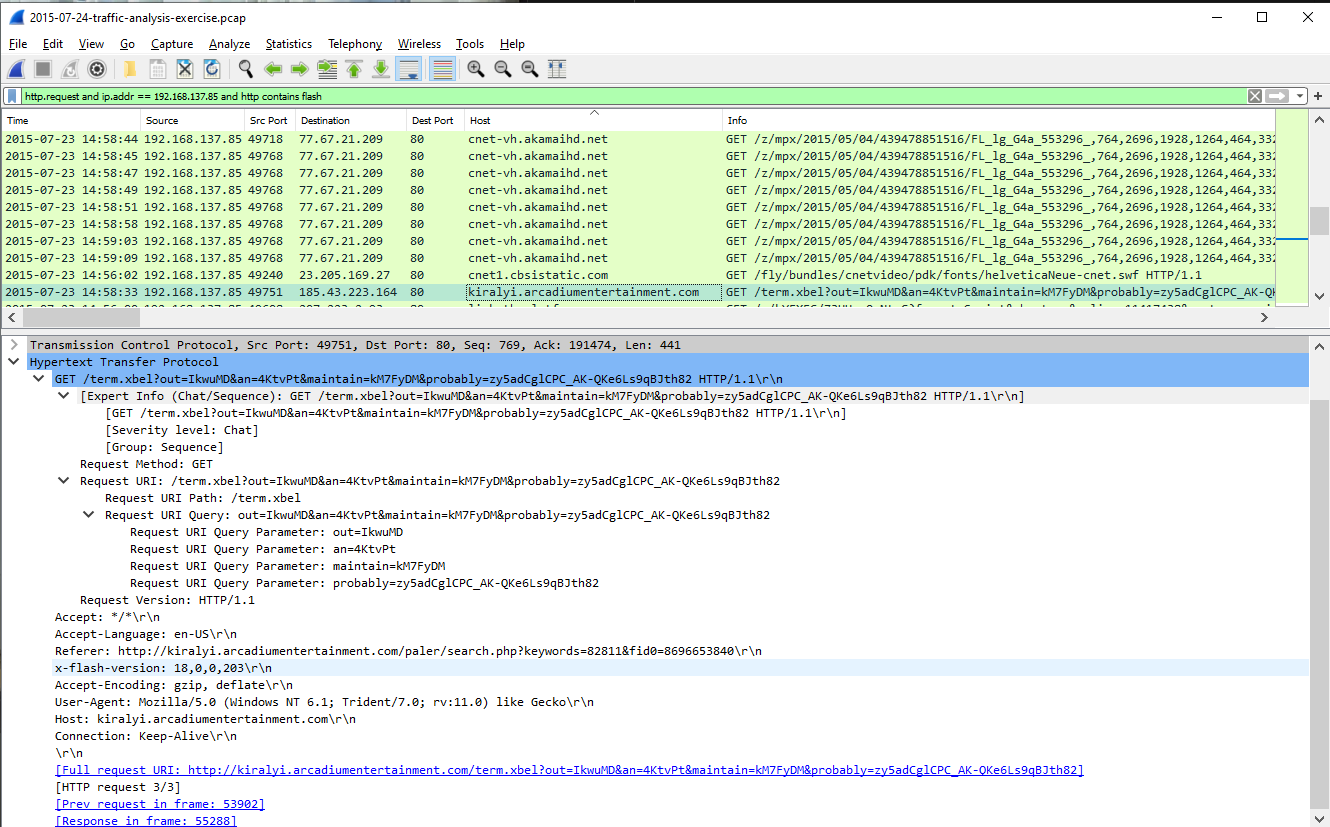 2015-07-24-traffic-analysis-exercise.pcap
File Edit View Go Capture Analyze Statistics Telephony Wireless Tools Help
http.request and ip.addr == 192.168.137.85 and http contains flash
Time Source Src Port Destination Dest Port Host Info
2015-07-23 14:58:44 192.168.137.85 49718 77.67.21.209 80 cnet-vh.akamaihd.net GET /z/mpx/2015/05/04/439478851516/FL_lg_G4a_553296_,764,2696,1928,1264,464,332
2015-07-23 14:58:45 192.168.137.85 49768 77.67.21.209 80 cnet-vh.akamaihd.net GET /z/mpx/2015/05/04/439478851516/FL_lg_G4a_553296_,764,2696,1928,1264,464,332
2015-07-23 14:58:47 192.168.137.85 49768 77.67.21.209 80 cnet-vh.akamaihd.net GET /z/mpx/2015/05/04/439478851516/FL_lg_G4a_553296_,764,2696,1928,1264,464,332
2015-07-23 14:58:49 192.168.137.85 49768 77.67.21.209 80 cnet-vh.akamaihd.net GET /z/mpx/2015/05/04/439478851516/FL_lg_G4a_553296_,764,2696,1928,1264,464,332
2015-07-23 14:58:51 192.168.137.85 49768 77.67.21.209 80 cnet-vh.akamaihd.net GET /z/mpx/2015/05/04/439478851516/FL_lg_G4a_553296_,764,2696,1928,1264,464,332
2015-07-23 14:58:58 192.168.137.85 49768 77.67.21.209 80 cnet-vh.akamaihd.net GET /z/mpx/2015/05/04/439478851516/FL_lg_G4a_553296_,764,2696,1928,1264,464,332
2015-07-23 14:59:03 192.168.137.85 49768 77.67.21.209 80 cnet-vh.akamaihd.net GET /z/mpx/2015/05/04/439478851516/FL_lg_G4a_553296_,764,2696,1928,1264,464,332
2015-07-23 14:59:09 192.168.137.85 49768 77.67.21.209 80 cnet-vh.akamaihd.net GET /z/mpx/2015/05/04/439478851516/FL_lg_G4a_553296_,764,2696,1928,1264,464,332
2015-07-23 14:56:02 192.168.137.85 49240 23.205.169.27 80 cnet1.cbsistatic.com GET /fly/bundles/cnetvideo/pdk/fonts/helveticaNeue-cnet.swf HTTP/1.1
2015-07-23 14:58:33 192.168.137.85 49751 185.43.223.164 80 kiralyi.arcadiumentertainment.com GET /term.xbel?out=IkwuMD&an=4KtvPt&maintain=kM7FyDM&probably=zy5adCglCPC_AK-QK
Transmission Control Protocol, Src Port: 49751, Dst Port: 80, Seq: 769, Ack: 191474, Len: 441
Hypertext Transfer Protocol
GET /term.xbel?out=IkwuMD&an=4KtvPt&maintain=kM7FyDM&probably=zy5adCglCPC_AK-QKe6Ls9qBJth82 HTTP/1.1\r\n
[Expert Info (Chat/Sequence): GET /term.xbel?out=IkwuMD&an=4KtvPt&maintain=kM7FyDM&probably=zy5adCglCPC_AK-QKe6Ls9qBJth82 HTTP/1.1\r\n]
[GET /term.xbel?out=IkwuMD&an=4KtvPt&maintain=kM7FyDM&probably=zy5adCglCPC_AK-QKe6Ls9qBJth82 HTTP/1.1\r\n]
[Severity level: Chat]
[Group: Sequence]
Request Method: GET
Request URI: /term.xbel?out=IkwuMD&an=4KtvPt&maintain=kM7FyDM&probably=zy5adCglCPC_AK-QKe6Ls9qBJth82
Request URI Path: /term.xbel
Request URI Query: out=IkwuMD&an=4KtvPt&maintain=kM7FyDM&probably=zy5adCglCPC_AK-QKe6Ls9qBJth82
Request URI Query Parameter: out=IkwuMD
Request URI Query Parameter: an=4KtvPt
Request URI Query Parameter: maintain=kM7FyDM
Request URI Query Parameter: probably=zy5adCglCPC_AK-QKe6Ls9qBJth82
Request Version: HTTP/1.1
Accept: */*\r\n
Accept-Language: en-US\r\n
Referer: http://kiralyi.arcadiumentertainment.com/paler/search.php?keywords=82811&fid0=8696653840\r\n
x-flash-version: 18,0,0,203\r\n
Accept-Encoding: gzip, deflate\r\n
User-Agent: Mozilla/5.0 (Windows NT 6.1; Trident/7.0; rv:11.0) like Gecko\r\n
Host: kiralyi.arcadiumentertainment.com\r\n
Connection: Keep-Alive\r\n
\r\n
[Full request URI: http://kiralyi.arcadiumentertainment.com/term.xbel?out=IkwuMD&an=4KtvPt&maintain=kM7FyDM&probably=zy5adCglCPC_AK-QKe6Ls9qBJth82]
[HTTP request 3/3]
[Prev request in frame: 53902]
[Response in frame: 55288]